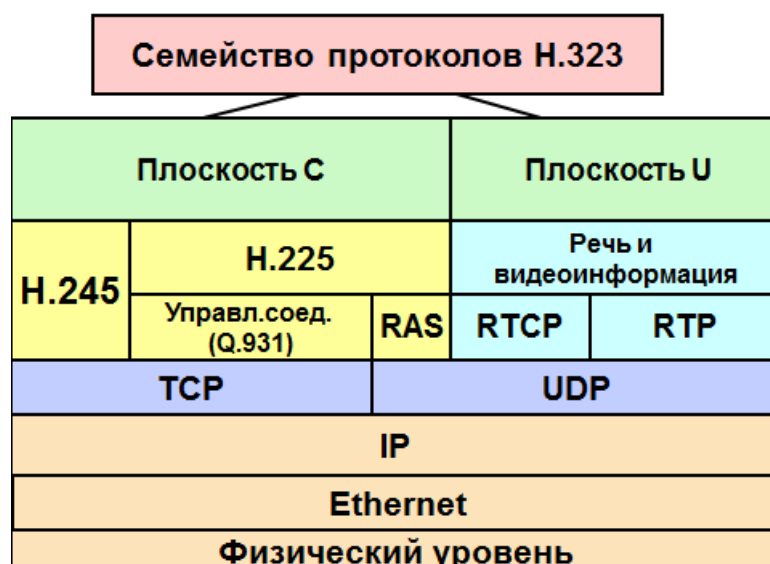 Семейство протоколов H.323
Плоскость C
Плоскость U
H.245
H.225
Речь и
видеоинформация
Управл.соед.
(Q.931)
RAS
RTCP
RTP
TCP
UDP
IP
Ethernet
Физический уровень